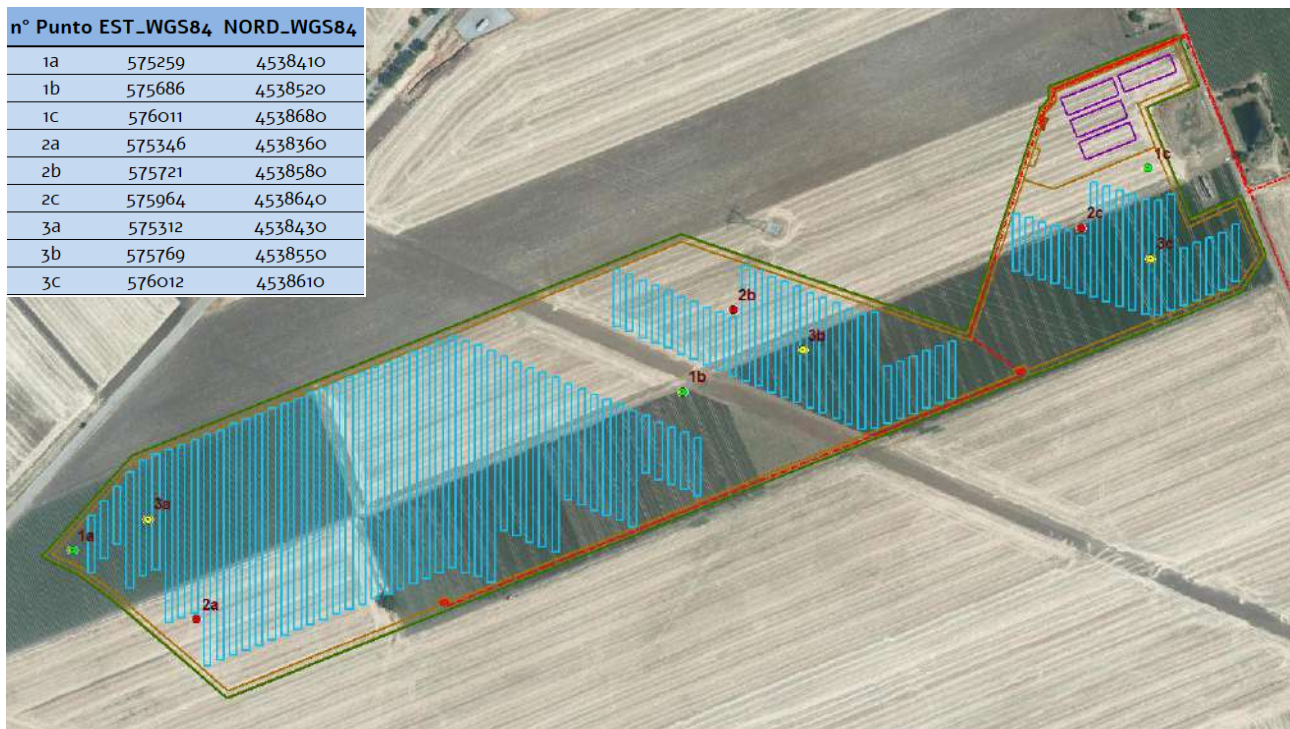 n° Punto EST_WGS84 NORD_WGS84
1a 575259 4538410
1b 575686 4538520
1c 576011 4538680
2a 575346 4538360
2b 575721 4538580
2c 575964 4538640
3a 575312 4538430
3b 575769 4538550
3c 576012 4538610
1c
2c
3c
2b
3b
1b
3a
1a
2a